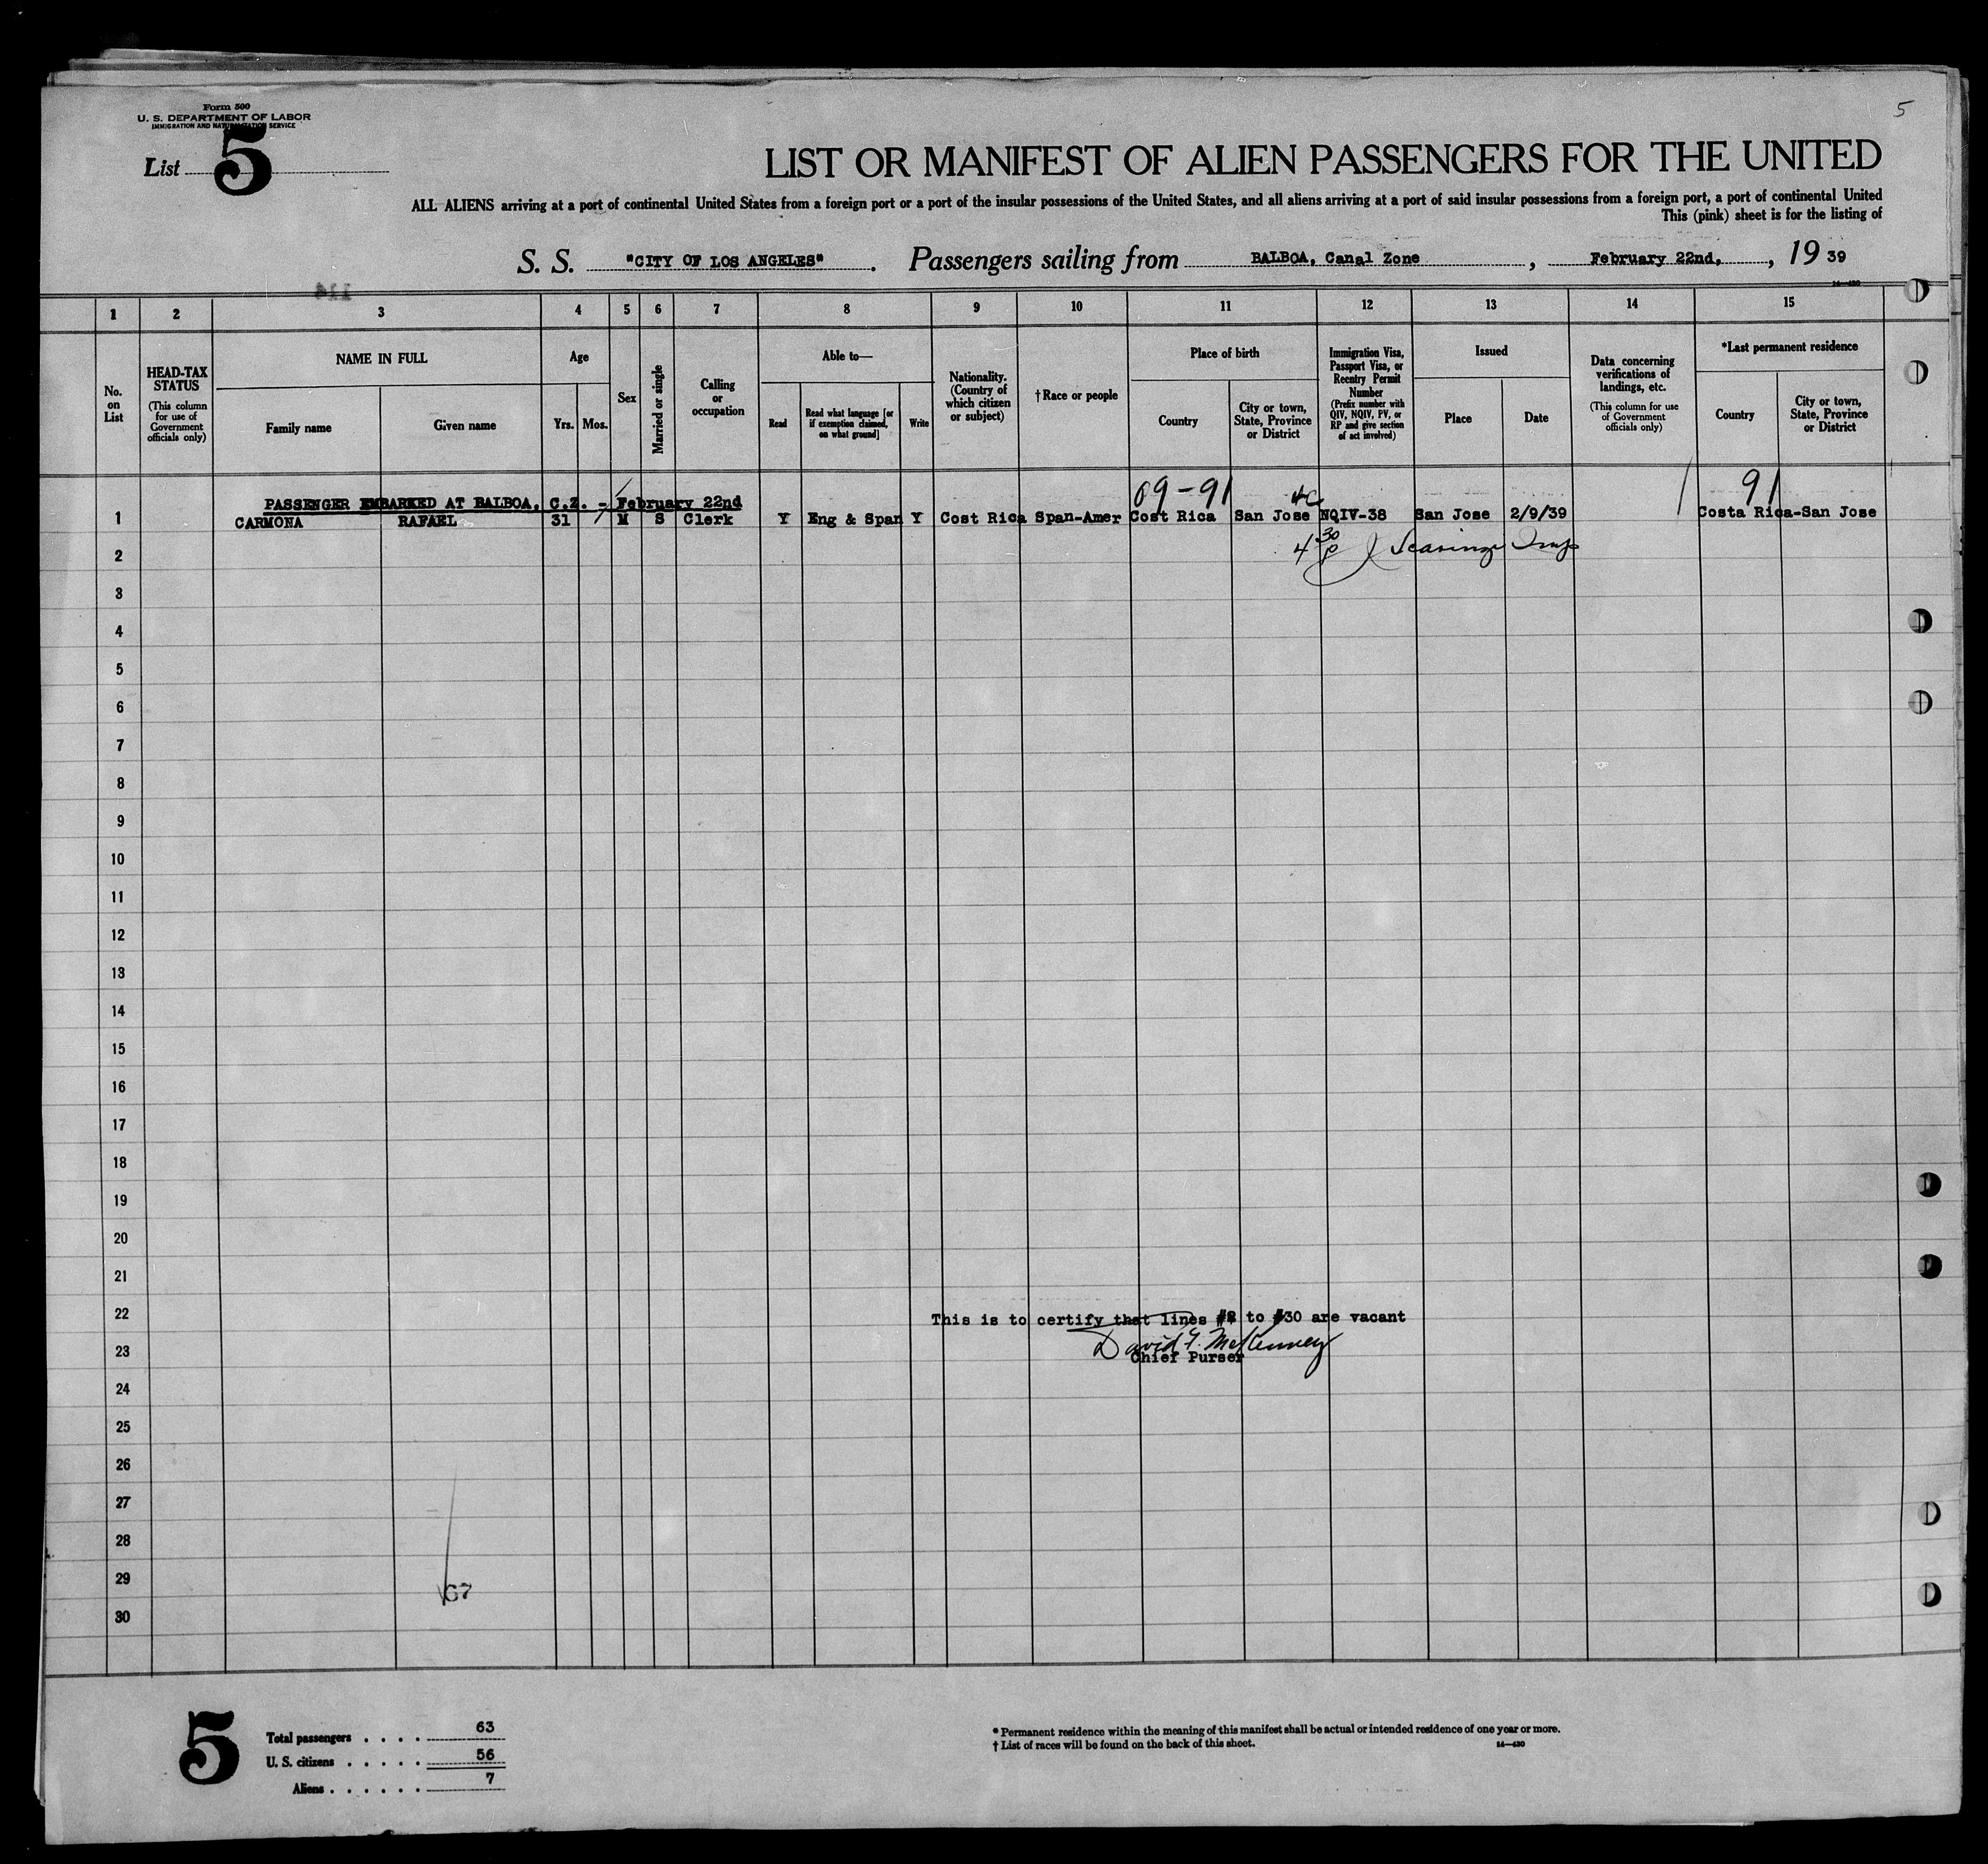 5
Form 500
U. S. DEPARTMENT OF LABOR
IMMIGRATION AND NATURALIZATION SERVICE
List 5
LIST OR MANIFEST OF ALIEN PASSENGERS FOR THE UNITED
ALL ALIENS arriving at a port of continental United States from a foreign port or a port of the insular possessions of the United States, and all aliens arriving at a port of said insular possessions from a foreign port, a port of continental United
This (pink) sheet is for the listing of
S. S. "CITY OF LOS ANGELES" . Passengers sailing from BALBOA, Canal Zone , February 22nd, , 19 39
14—430
114
1 2 3 4 5 6 7 8 9 10 11 12 13 14 15
No. on List
HEAD-TAX STATUS
(This column for use of Government officials only)
NAME IN FULL
Family name
Given name
Age
Yrs.
Mos.
Sex
Married or single
Calling or occupation
Able to—
Read
Read what language [or if exemption claimed, on what ground]
Write
Nationality. (Country of which citizen or subject)
† Race or people
Place of birth
Country
City or town, State, Province or District
Immigration Visa, Passport Visa, or Reentry Permit Number
(Prefix number with QIV, NQIV, PV, or RP and give section of act involved)
Issued
Place
Date
Data concerning verifications of landings, etc.
(This column for use of Government officials only)
*Last permanent residence
Country
City or town, State, Province or District
09-91 4C 91
PASSENGER EMBARKED AT BALBOA, C.Z. - February 22nd
1 CARMONA RAFAEL 31 M S Clerk Y Eng & Span Y Cost Rica Span-Amer Cost Rica San Jose NQIV-38 San Jose 2/9/39 Costa Rica-San Jose
2 4 30 P
3
4
5
6
7
8
9
10
11
12
13
14
15
16
17
18
19
20
21
22 This is to certify that lines #2 to #30 are vacant
23 David F. McKenney
Chief Purser
24
25
26
27
28
29
30
5
Total passengers . . . . 63
U. S. citizens . . . . . 56
Aliens . . . . . . 7
* Permanent residence within the meaning of this manifest shall be actual or intended residence of one year or more.
† List of races will be found on the back of this sheet. 14—430